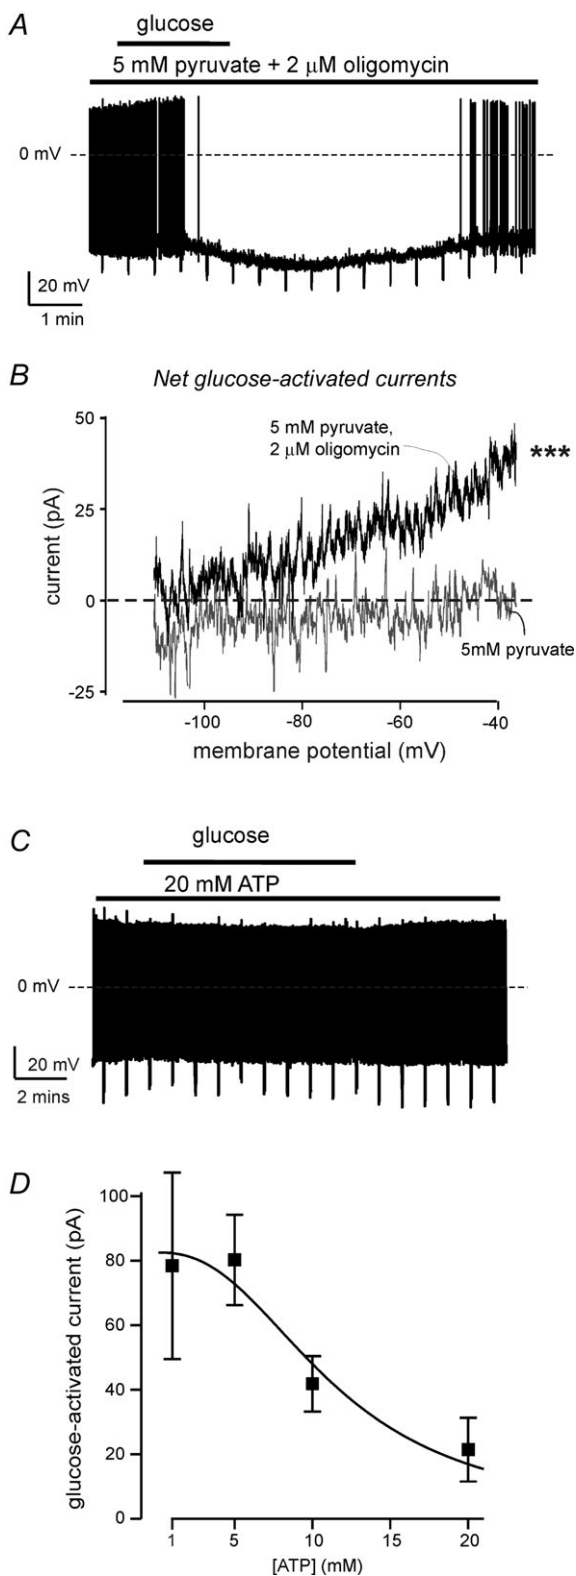 A
glucose
5 mM pyruvate + 2 μM oligomycin
0 mV
20 mV
1 min
B
Net glucose-activated currents
50
5 mM pyruvate,
2 μM oligomycin
***
25
current (pA)
0
5mM pyruvate
-25
-100
-80
-60
-40
membrane potential (mV)
C
glucose
20 mM ATP
0 mV
20 mV
2 mins
D
glucose-activated current (pA)
100
80
60
40
20
0
1
5
10
15
20
[ATP] (mM)